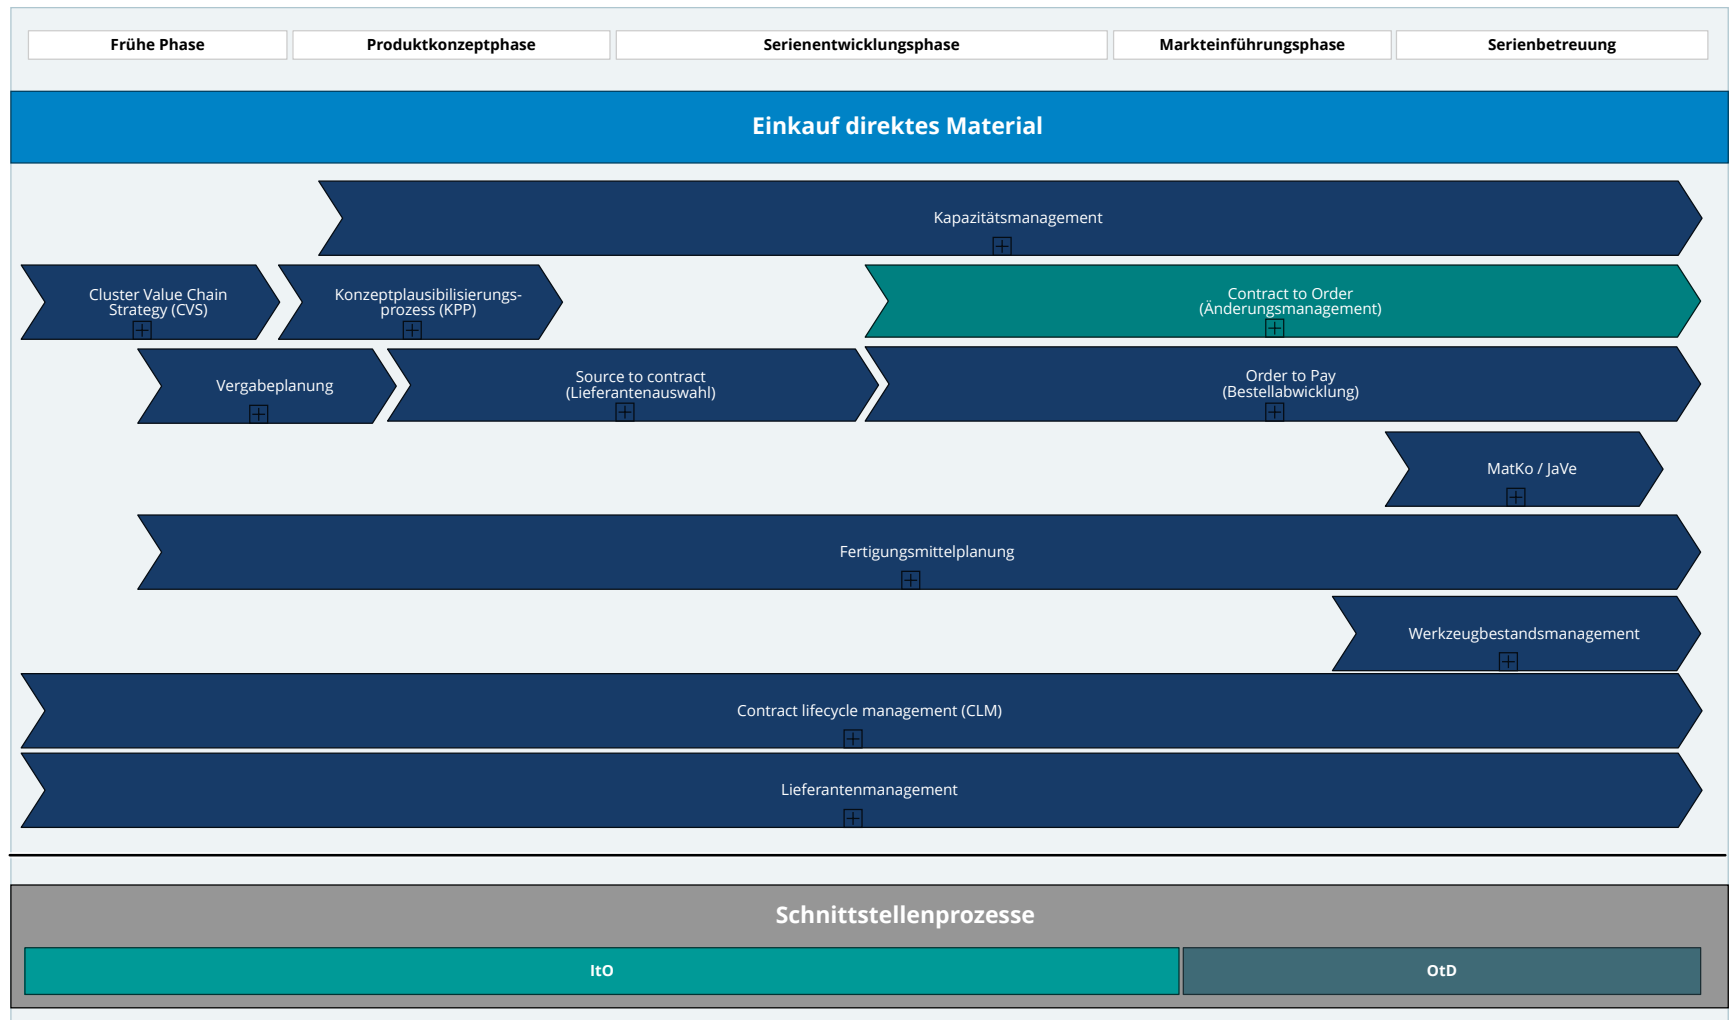 Frühe Phase
Produktkonzeptphase
Serienentwicklungsphase
Markteinführungsphase
Serienbetreuung
Einkauf direktes Material
Kapazitätsmanagement
Cluster Value Chain
Strategy (CVS)
Konzeptplausibilisierungs-
prozess (KPP)
Contract to Order
(Änderungsmanagement)
Vergabeplanung
Source to contract
(Lieferantenauswahl)
Order to Pay
(Bestellabwicklung)
MatKo / JaVe
Fertigungsmittelplanung
Werkzeugbestandsmanagement
Contract lifecycle management (CLM)
Lieferantenmanagement
Schnittstellenprozesse
ItO
OtD